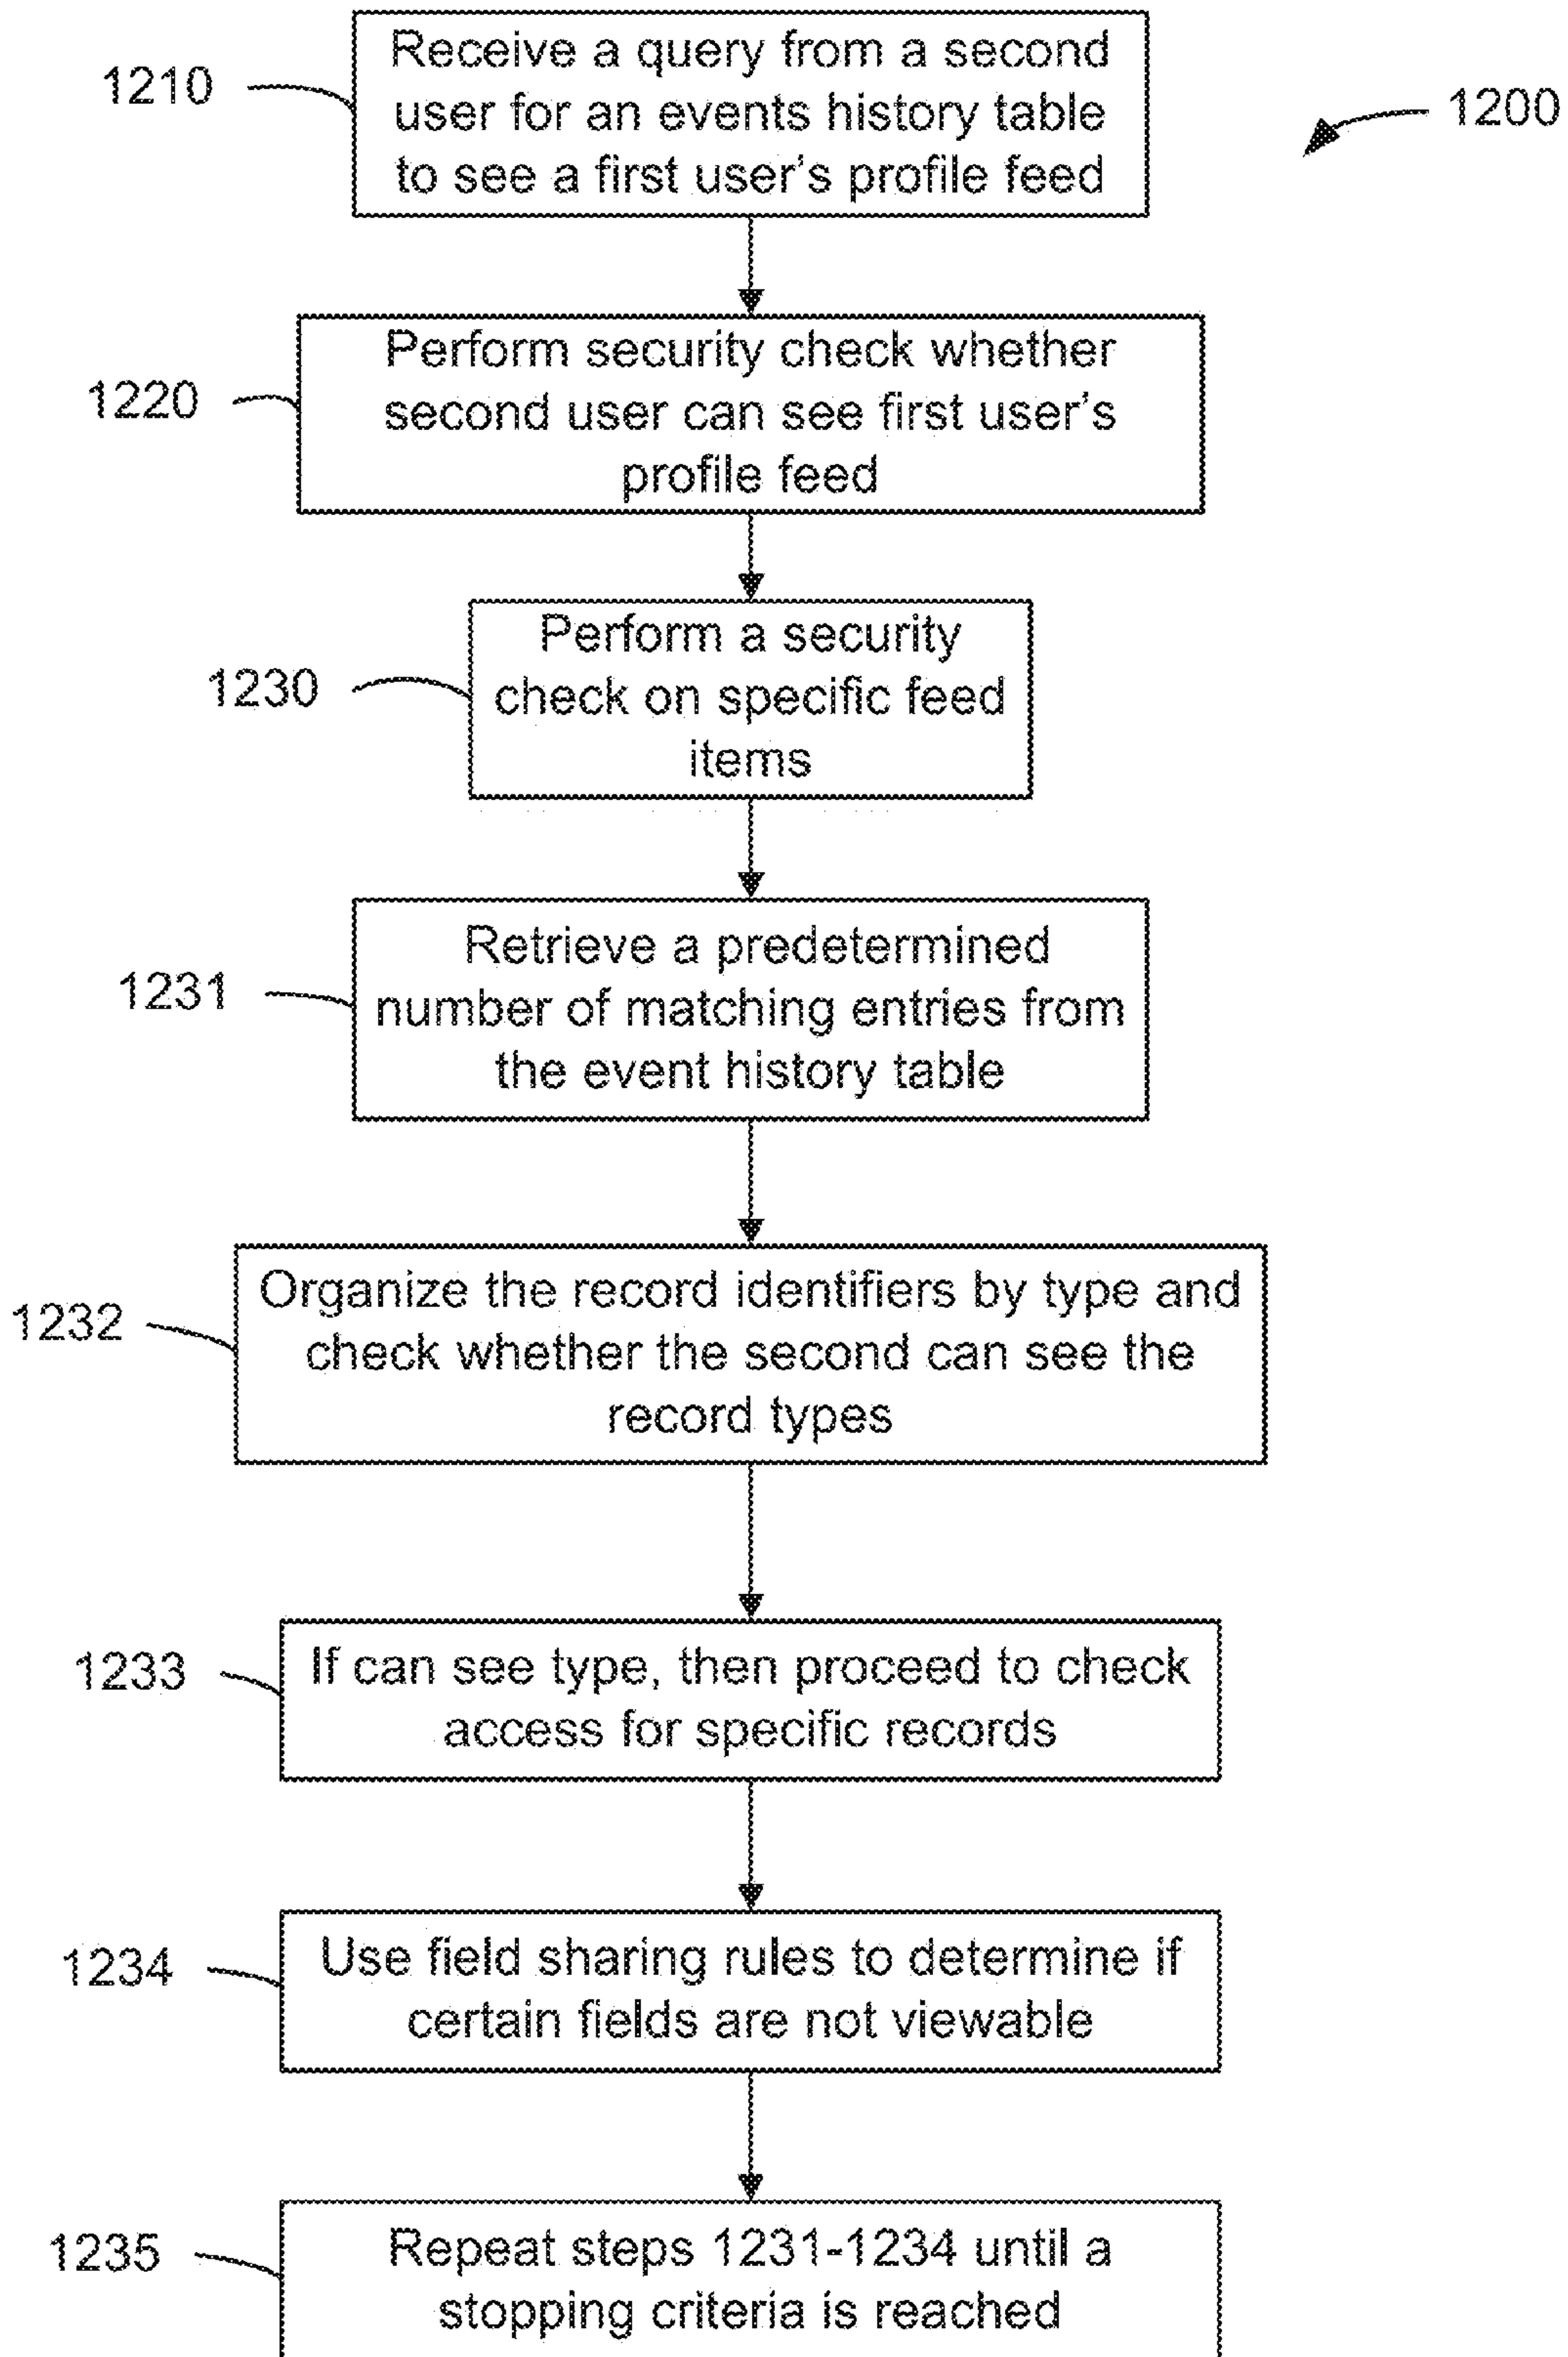 1210
Receive a query from a second
user for an events history table
to see a first user's profile feed
1200
1220
Perform security check whether
second user can see first user's
profile feed
1230
Perform a security
check on specific feed
items
1231
Retrieve a predetermined
number of matching entries from
the event history table
1232
Organize the record identifiers by type and
check whether the second can see the
record types
1233
If can see type, then proceed to check
access for specific records
1234
Use field sharing rules to determine if
certain fields are not viewable
1235
Repeat steps 1231-1234 until a
stopping criteria is reached